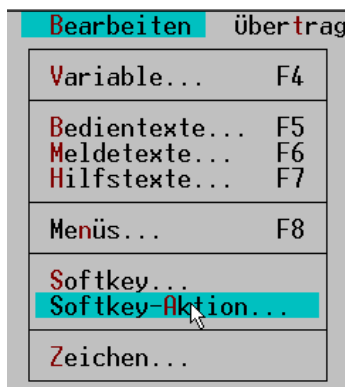 Bearbeiten Übertrag
Variable... F4
Bedientexte... F5
Meldetexte... F6
Hilfstexte... F7
Menüs... F8
Softkey...
Softkey-Aktion...
Zeichen...